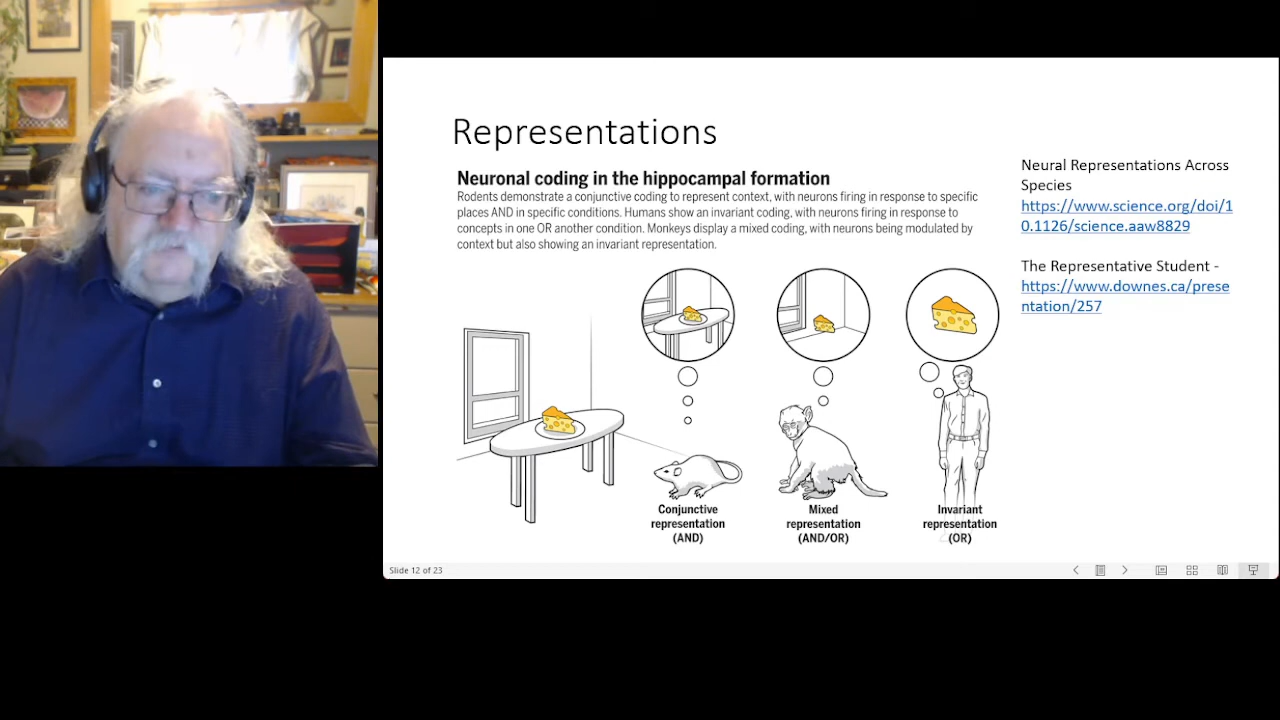 Representations
Neuronal coding in the hippocampal formation
Rodents demonstrate a conjunctive coding to represent context, with neurons firing in response to specific
places AND in specific conditions. Humans show an invariant coding, with neurons firing in response to
concepts in one OR another condition. Monkeys display a mixed coding, with neurons being modulated by
context but also showing an invariant representation.
Conjunctive
representation
(AND)
Mixed
representation
(AND/OR)
Invariant
representation
(OR)
Neural Representations Across
Species
https://www.science.org/doi/1
0.1126/science.aaw8829
The Representative Student -
https://www.downes.ca/prese
ntation/257
Slide 12 of 23